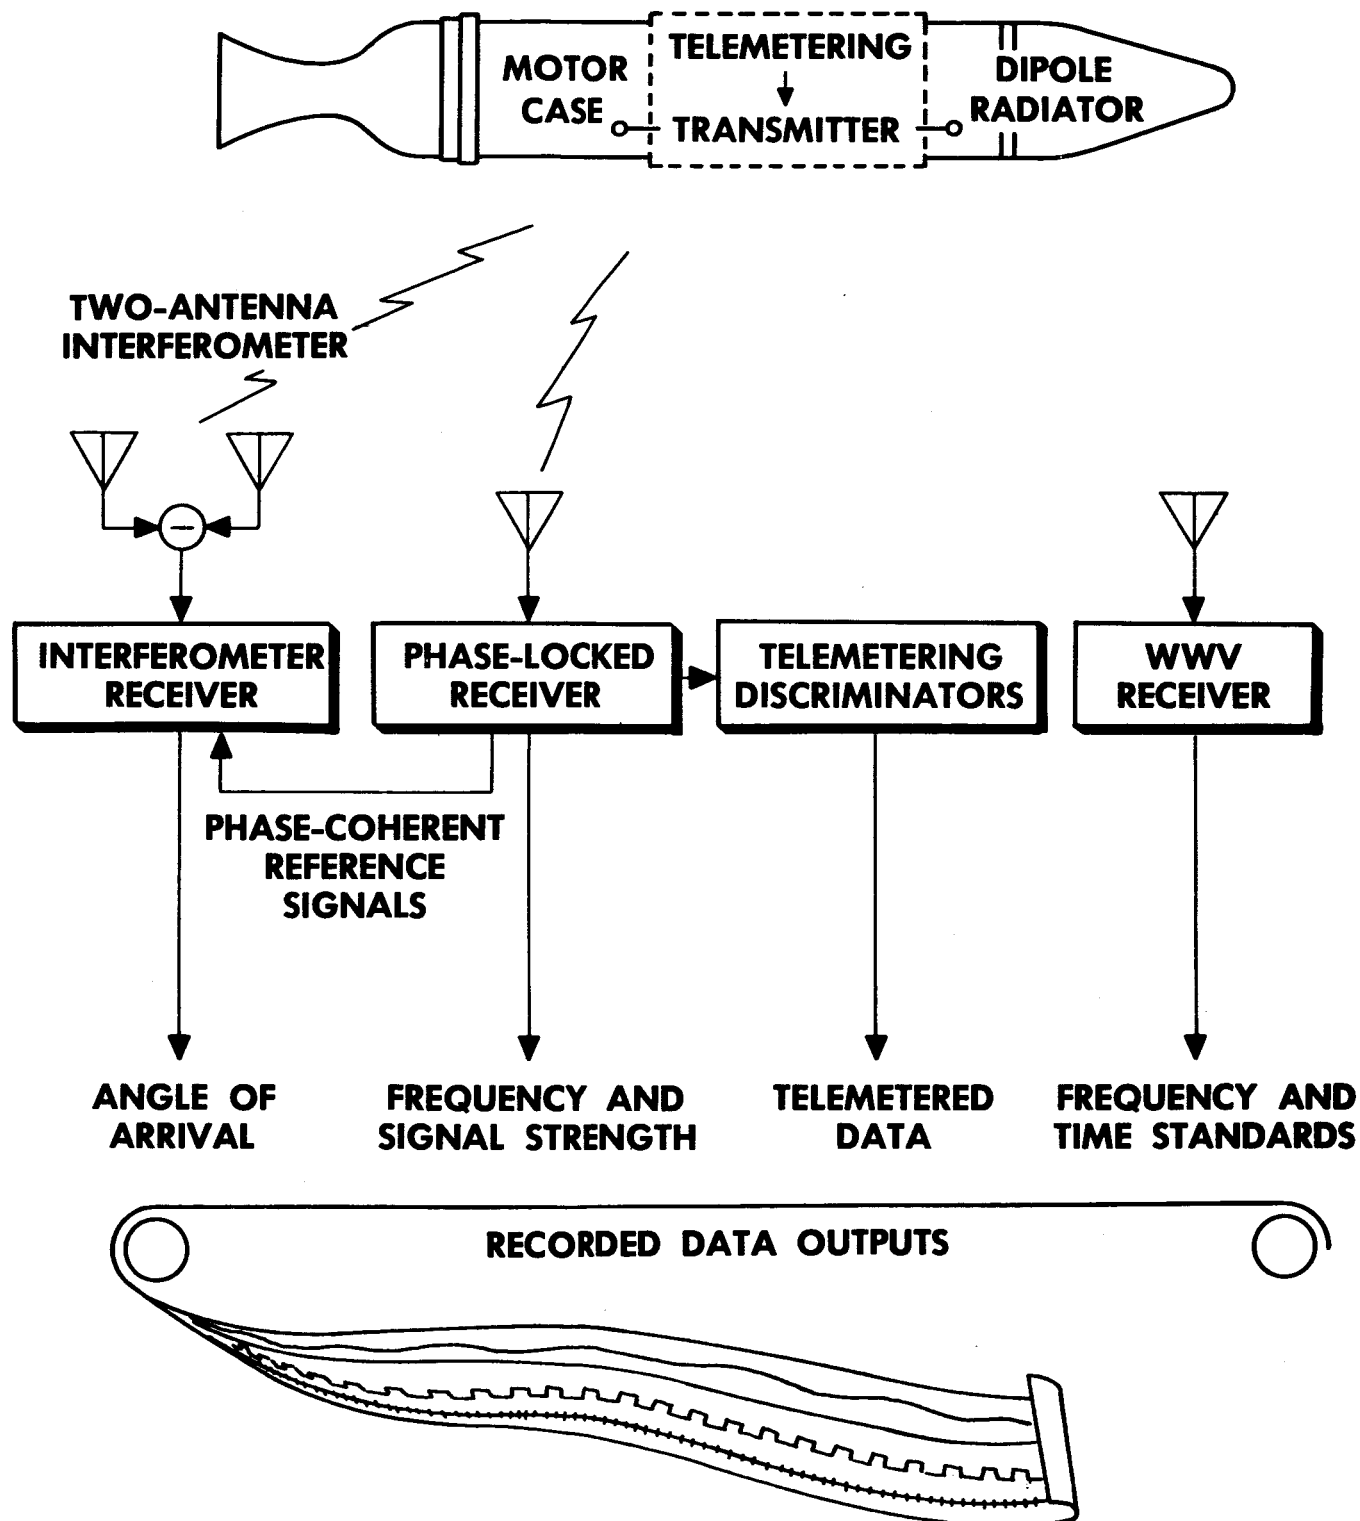 TELEMETERING
MOTOR
CASE
TRANSMITTER
DIPOLE
RADIATOR
TWO-ANTENNA
INTERFEROMETER
INTERFEROMETER
RECEIVER
PHASE-LOCKED
RECEIVER
TELEMETERING
DISCRIMINATORS
WWV
RECEIVER
PHASE-COHERENT
REFERENCE
SIGNALS
ANGLE OF
ARRIVAL
FREQUENCY AND
SIGNAL STRENGTH
TELEMETERED
DATA
FREQUENCY AND
TIME STANDARDS
RECORDED DATA OUTPUTS